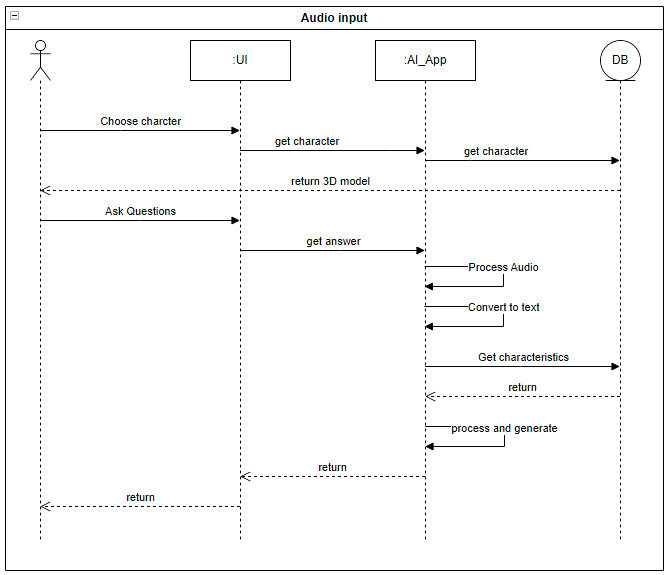 Audio input
:UI
:AI_App
DB
Choose charcter
get character
get character
return 3D model
Ask Questions
get answer
Process Audio
Convert to text
Get characteristics
return
process and generate
return
return